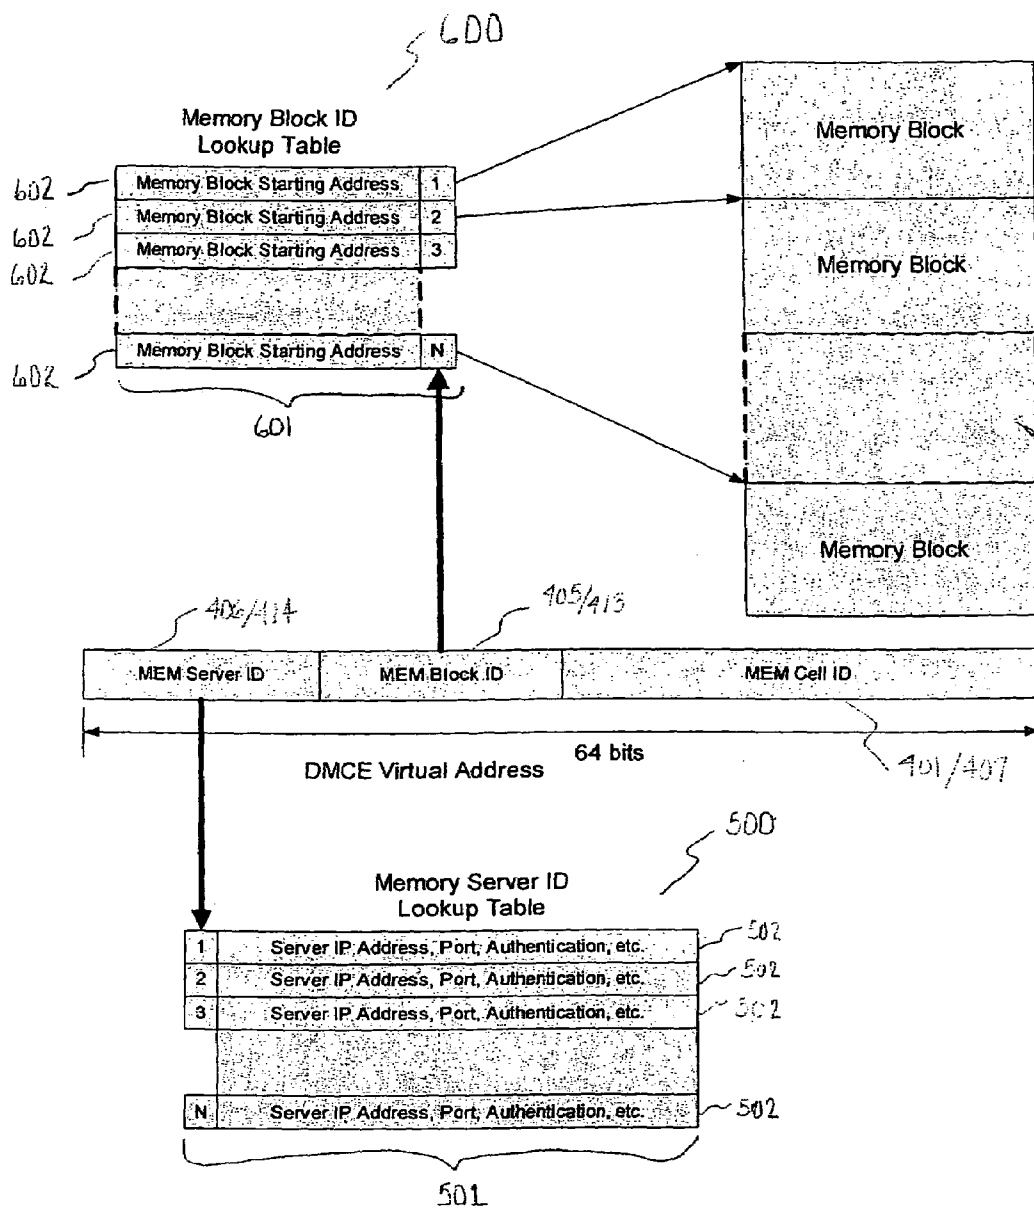 600
Memory Block ID
Lookup Table
602 Memory Block Starting Address 1
602 Memory Block Starting Address 2
602 Memory Block Starting Address 3
602 Memory Block Starting Address N
601
Memory Block
Memory Block
Memory Block
406/414
405/413
MEM Server ID MEM Block ID MEM Cell ID
64 bits
DMCE Virtual Address
401/407
500
Memory Server ID
Lookup Table
1 Server IP Address, Port, Authentication, etc. 502
2 Server IP Address, Port, Authentication, etc. 502
3 Server IP Address, Port, Authentication, etc. 502
N Server IP Address, Port, Authentication, etc. 502
501